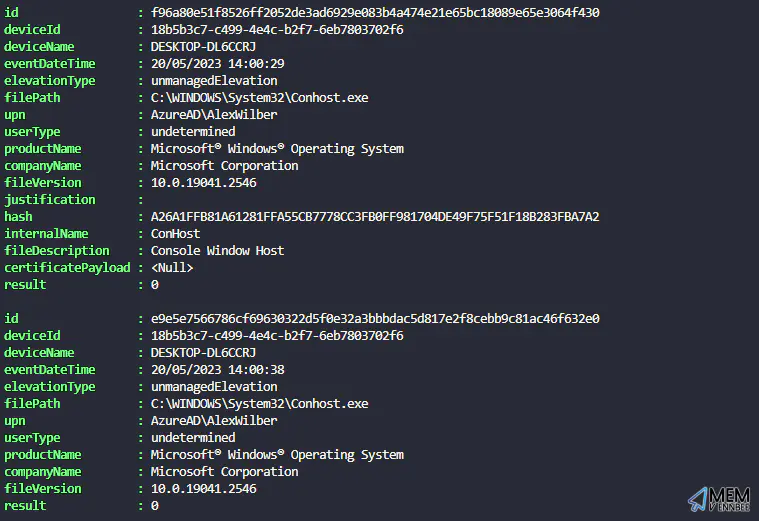 id : f96a80e51f8526ff2052de3ad6929e083b4a474e21e65bc18089e65e3064f430
deviceId : 18b5b3c7-c499-4e4c-b2f7-6eb7803702f6
deviceName : DESKTOP-DL6CCRJ
eventDateTime : 20/05/2023 14:00:29
elevationType : unmanagedElevation
filePath : C:\WINDOWS\System32\Conhost.exe
upn : AzureAD\AlexWilber
userType : undetermined
productName : Microsoft® Windows® Operating System
companyName : Microsoft Corporation
fileVersion : 10.0.19041.2546
justification :
hash : A26A1FFB81A61281FFA55CB7778CC3FB0FF981704DE49F75F51F18B283FBA7A2
internalName : ConHost
fileDescription : Console Window Host
certificatePayload : <Null>
result : 0
id : e9e5e7566786cf69630322d5f0e32a3bbbdac5d817e2f8cebb9c81ac46f632e0
deviceId : 18b5b3c7-c499-4e4c-b2f7-6eb7803702f6
deviceName : DESKTOP-DL6CCRJ
eventDateTime : 20/05/2023 14:00:38
elevationType : unmanagedElevation
filePath : C:\WINDOWS\System32\Conhost.exe
upn : AzureAD\AlexWilber
userType : undetermined
productName : Microsoft® Windows® Operating System
companyName : Microsoft Corporation
fileVersion : 10.0.19041.2546
result : 0
MEM
VENNBEE